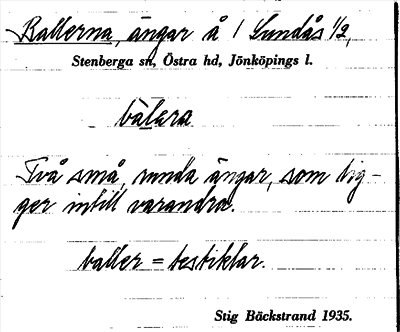 Ballerna, ängar å 1 Sundås 1/2,
Stenberga sn, Östra hd, Jönköpings l.
bàlara
Två små, runda ängar, som lig-
ger intill varandra.
baller = testiklar.
Stig Bäckstrand 1935.